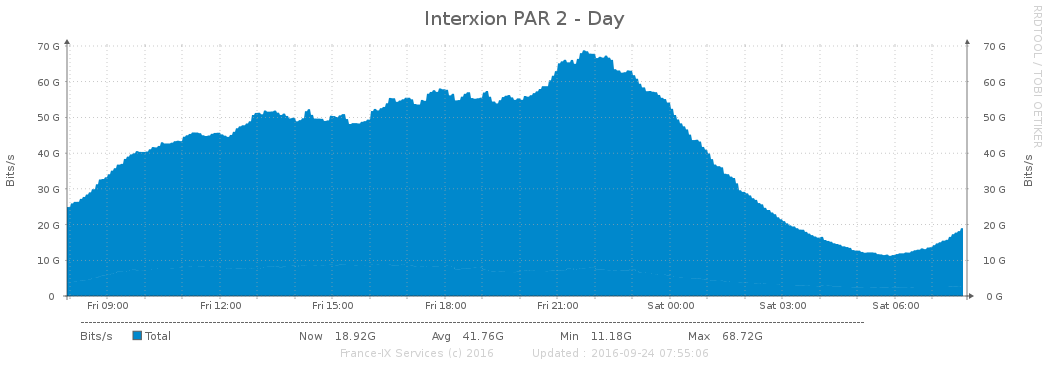 Interxion PAR 2 - Day
RRDTOOL / TOBI OETIKER
Bits/s
70 G
60 G
50 G
40 G
30 G
20 G
10 G
0
70 G
60 G
50 G
40 G
30 G
20 G
10 G
0 G
Bits/s
Fri 09:00 Fri 12:00 Fri 15:00 Fri 18:00 Fri 21:00 Sat 00:00 Sat 03:00 Sat 06:00
Bits/s Total Now 18.92G Avg 41.76G Min 11.18G Max 68.72G
France-IX Services (c) 2016 Updated : 2016-09-24 07:55:06